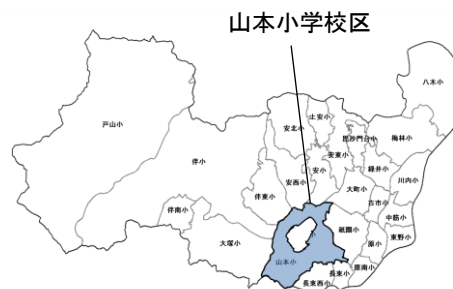 山本小学校区
八木小
戸山小
安北小
上安小
毘沙門台小
梅林小
安東小
伴小
緑井小
安小
川内小
安西小
大町小
伴東小
古市小
中筋小
伴南小
祇園小
東野小
大塚小
原小
山本小
原南小
長束小
長束西小